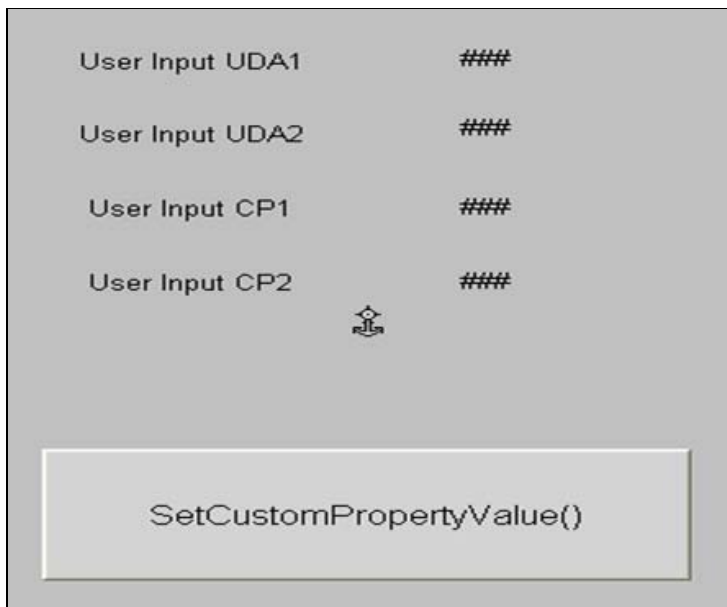 User Input UDA1 ###
User Input UDA2 ###
User Input CP1 ###
User Input CP2 ###
SetCustomPropertyValue()